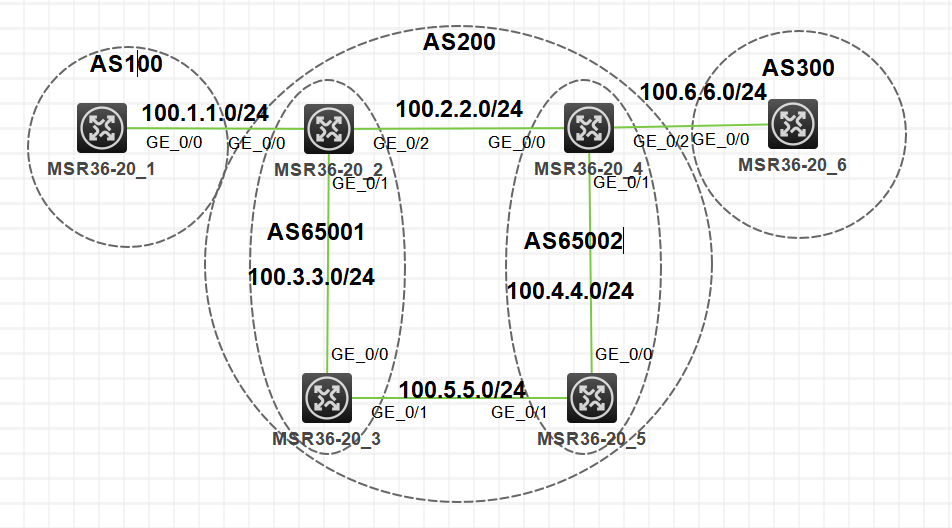 AS200
AS100
AS300
100.6.6.0/24
100.1.1.0/24
100.2.2.0/24
GE_0/0
GE_0/0
GE_0/2
GE_0/0
GE_0/2
GE_0/0
MSR36-20_1
MSR36-20_2
MSR36-20_4
MSR36-20_6
GE_0/1
GE_0/1
AS65001
AS65002
100.3.3.0/24
100.4.4.0/24
GE_0/0
GE_0/0
100.5.5.0/24
GE_0/1
GE_0/1
MSR36-20_3
MSR36-20_5